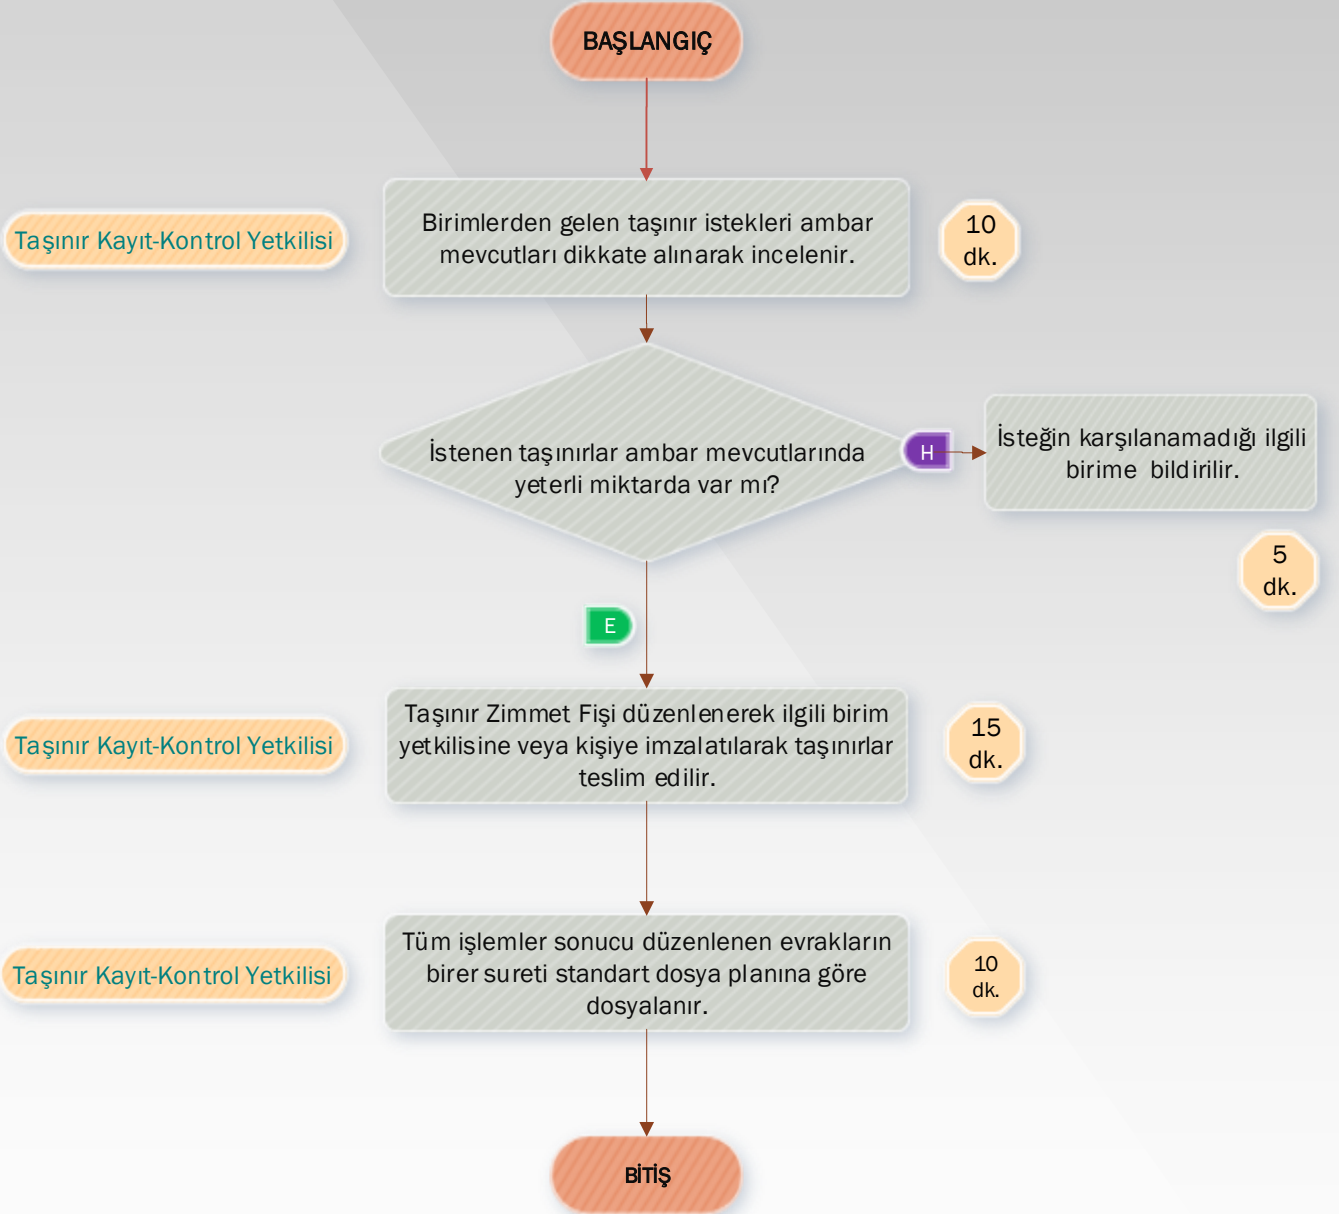 BAŞLANGIÇ
Taşınır Kayıt-Kontrol Yetkilisi
Birimlerden gelen taşınır istekleri ambar
mevcutları dikkate alınarak incelenir.
10
dk.
İstenen taşınırlar ambar mevcutlarında
yeterli miktarda var mı?
H
İsteğin karşılanamadığı ilgili
birime bildirilir.
5
dk.
E
Taşınır Kayıt-Kontrol Yetkilisi
Taşınır Zimmet Fişi düzenlenerek ilgili birim
yetkilisine veya kişiye imzalatılarak taşınırlar
teslim edilir.
15
dk.
Taşınır Kayıt-Kontrol Yetkilisi
Tüm işlemler sonucu düzenlenen evrakların
birer sureti standart dosya planına göre
dosyalanır.
10
dk.
BİTİŞ